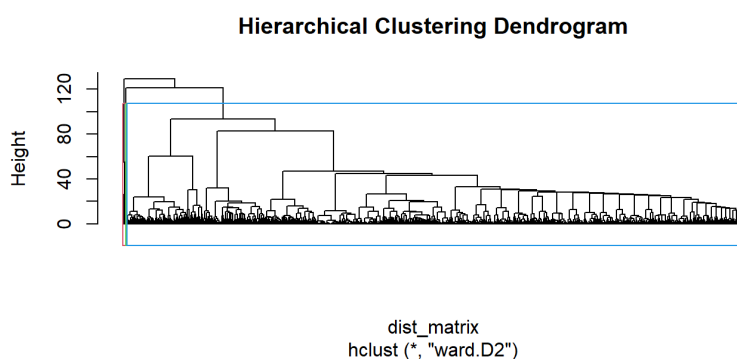 Hierarchical Clustering Dendrogram
Height
120
80
40
0
dist_matrix
hclust (*, "ward.D2")